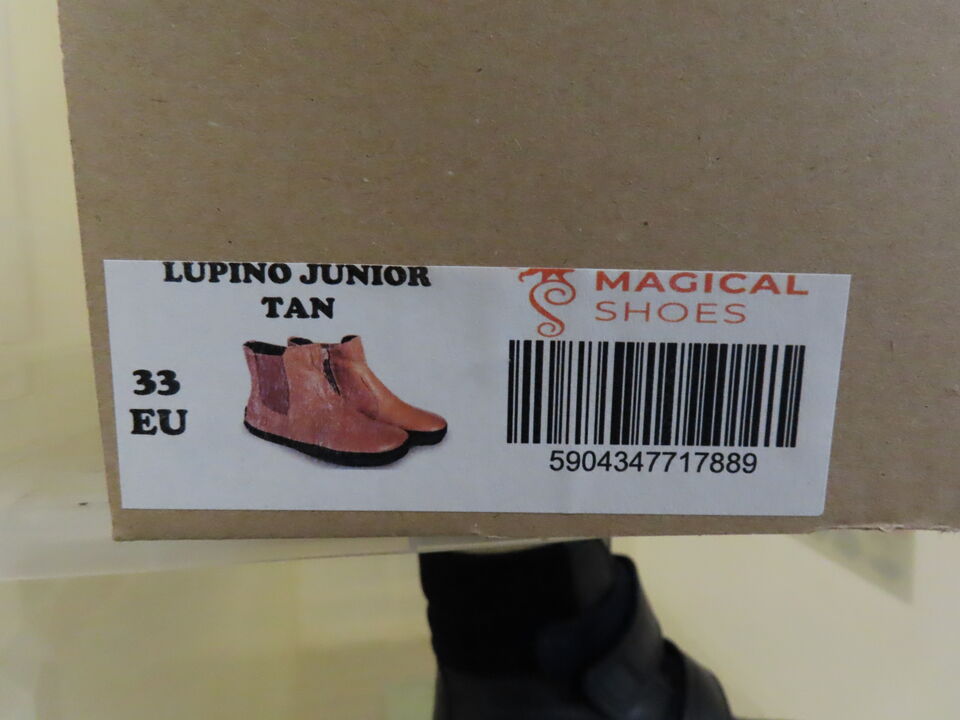 LUPINO JUNIOR
TAN
33
EU
MAGICAL
SHOES
5904347717889